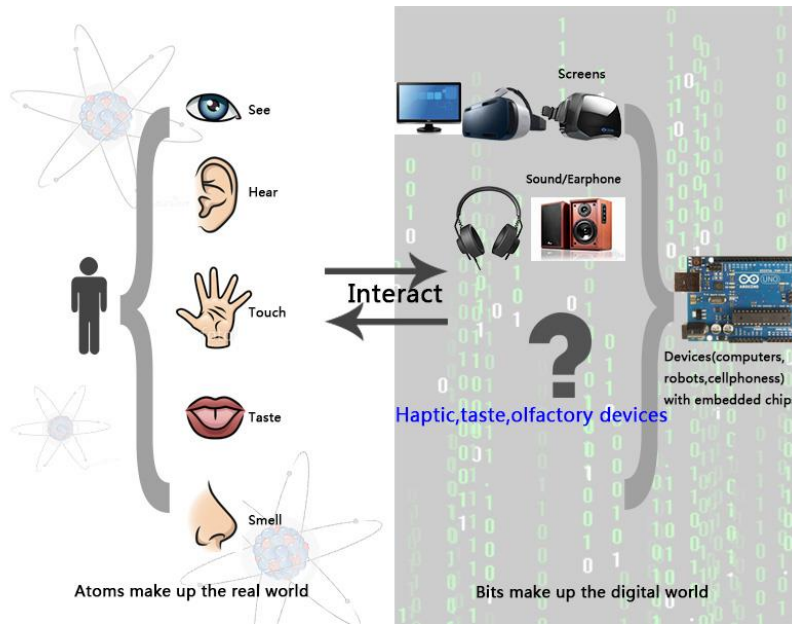 See
Hear
Touch
Taste
Smell
Atoms make up the real world
Interact
Screens
Sound/Earphone
Haptic,taste,olfactory devices
UNO
Devices(computers,
robots,cellphoness)
with embedded chip
Bits make up the digital world